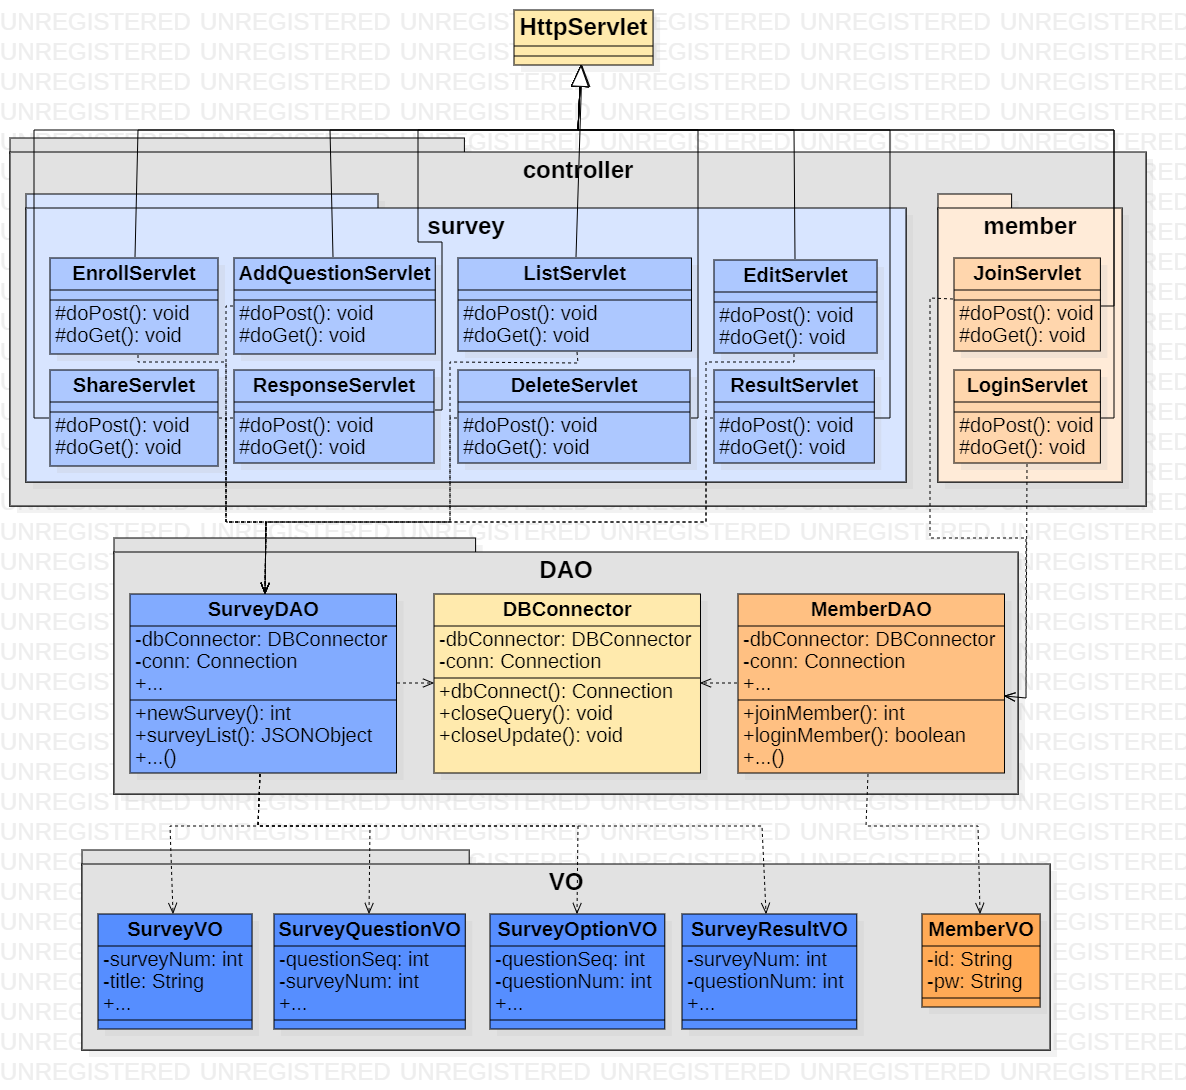 HttpServlet
controller
survey
member
EnrollServlet
#doPost(): void
#doGet(): void
AddQuestionServlet
#doPost(): void
#doGet(): void
ListServlet
#doPost(): void
#doGet(): void
EditServlet
#doPost(): void
#doGet(): void
JoinServlet
#doPost(): void
#doGet(): void
ShareServlet
#doPost(): void
#doGet(): void
ResponseServlet
#doPost(): void
#doGet(): void
DeleteServlet
#doPost(): void
#doGet(): void
ResultServlet
#doPost(): void
#doGet(): void
LoginServlet
#doPost(): void
#doGet(): void
DAO
SurveyDAO
-dbConnector: DBConnector
-conn: Connection
+...
+newSurvey(): int
+surveyList(): JSONObject
+...()
DBConnector
-dbConnector: DBConnector
-conn: Connection
+dbConnect(): Connection
+closeQuery(): void
+closeUpdate(): void
MemberDAO
-dbConnector: DBConnector
-conn: Connection
+...
+joinMember(): int
+loginMember(): boolean
+...()
VO
SurveyVO
-surveyNum: int
-title: String
+...
SurveyQuestionVO
-questionSeq: int
-surveyNum: int
+...
SurveyOptionVO
-questionSeq: int
-questionNum: int
+...
SurveyResultVO
-surveyNum: int
-questionNum: int
+...
MemberVO
-id: String
-pw: String
UNREGISTERED